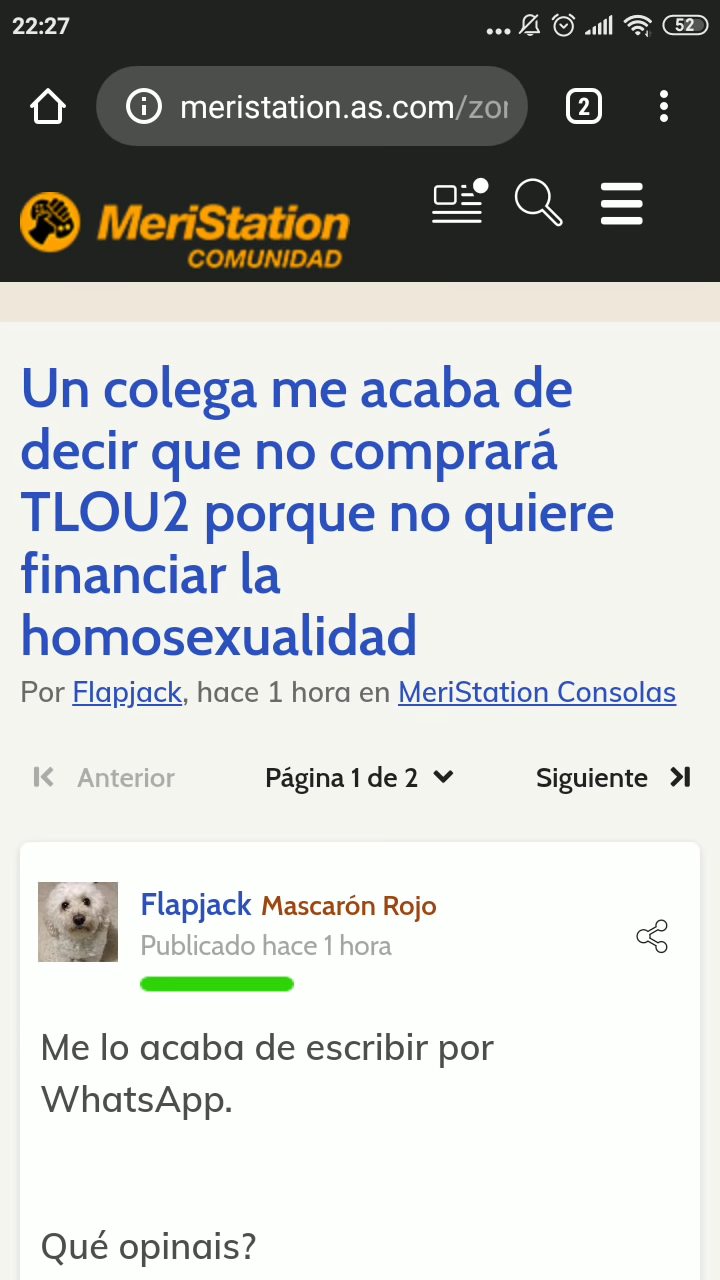 22:27
52
meristation.as.com/zor
2
MeriStation
COMUNIDAD
Un colega me acaba de
decir que no comprará
TLOU2 porque no quiere
financiar la
homosexualidad
Por Flapjack, hace 1 hora en MeriStation Consolas
Anterior
Página 1 de 2
Siguiente
Flapjack Mascarón Rojo
Publicado hace 1 hora
Me lo acaba de escribir por
WhatsApp.
Qué opinais?